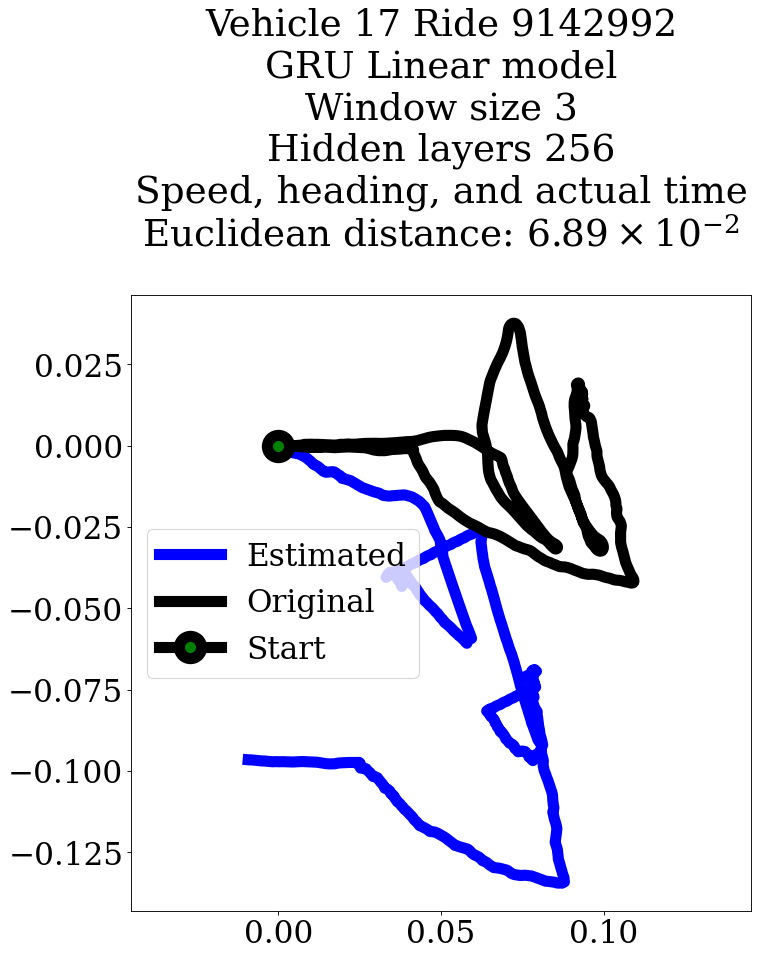 Vehicle 17 Ride 9142992
GRU Linear model
Window size 3
Hidden layers 256
Speed, heading, and actual time
Euclidean distance: 6.89 × 10⁻²
0.025
0.000
−0.025
−0.050
−0.075
−0.100
−0.125
Estimated
Original
Start
0.00 0.05 0.10